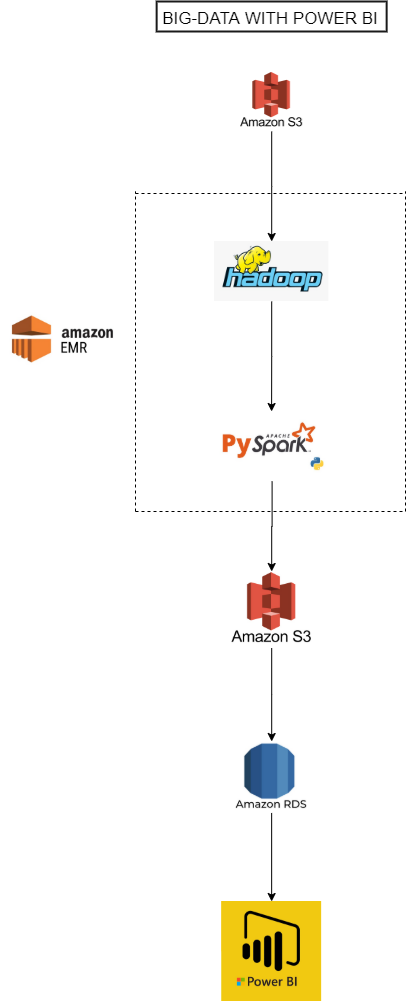 BIG-DATA WITH POWER BI
Amazon S3
hadoop
amazon
EMR
APACHE
PySpark
Amazon S3
Amazon RDS
Power BI